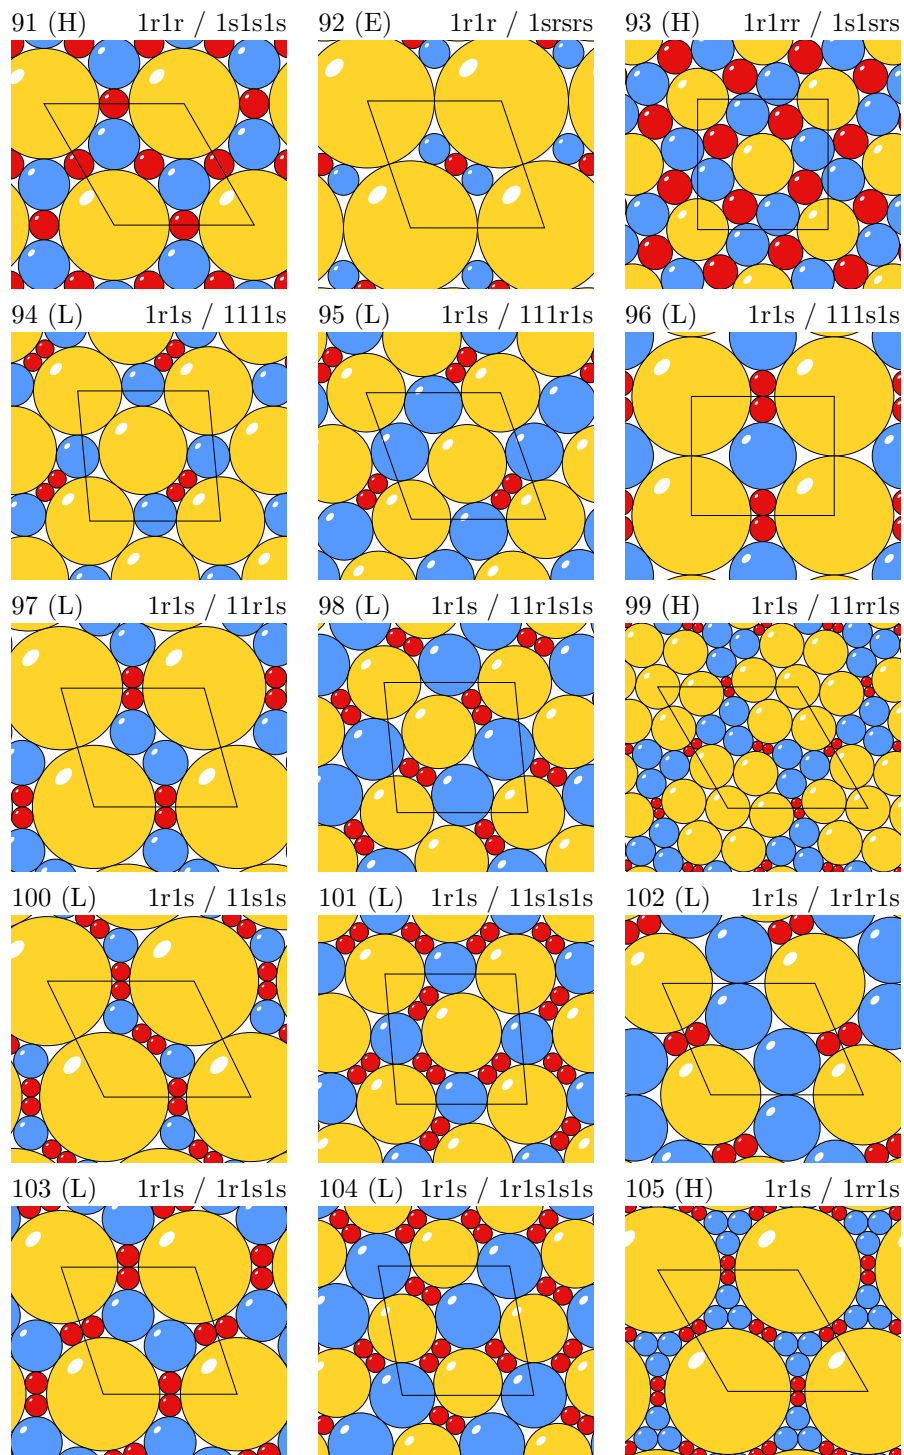 91 (H) 1r1r / 1s1s1s
92 (E) 1r1r / 1srsrs
93 (H) 1r1rr / 1s1srs
94 (L) 1r1s / 1111s
95 (L) 1r1s / 111r1s
96 (L) 1r1s / 111s1s
97 (L) 1r1s / 11r1s
98 (L) 1r1s / 11r1s1s
99 (H) 1r1s / 11rr1s
100 (L) 1r1s / 11s1s
101 (L) 1r1s / 11s1s1s
102 (L) 1r1s / 1r1r1s
103 (L) 1r1s / 1r1s1s
104 (L) 1r1s / 1r1s1s1s
105 (H) 1r1s / 1rr1s